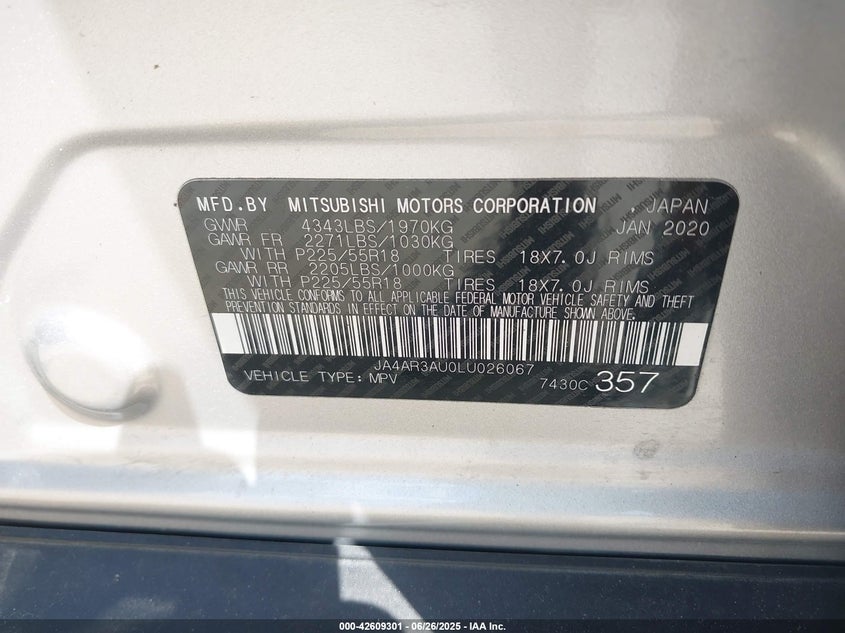 MFD.BY MITSUBISHI MOTORS CORPORATION , JAPAN
GVWR 4343LBS/1970KG JAN 2020
GAWR FR 2271LBS/1030KG
WITH P225/55R18 TIRES 18X7.0J RIMS
GAWR RR 2205LBS/1000KG
WITH P225/55R18 TIRES 18X7.0J RIMS
THIS VEHICLE CONFORMS TO ALL APPLICABLE FEDERAL MOTOR VEHICLE SAFETY AND THEFT
PREVENTION STANDARDS IN EFFECT ON THE DATE OF MANUFACTURE SHOWN ABOVE.
JA4AR3AU0LU026067
VEHICLE TYPE: MPV 7430C 357
000-42609301 - 06/26/2025 - IAA Inc.